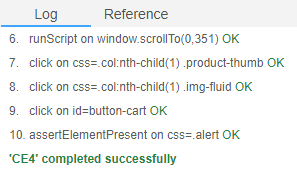 Log Reference
6. runScript on window.scrollTo(0,351) OK
7. click on css=.col:nth-child(1) .product-thumb OK
8. click on css=.col:nth-child(1) .img-fluid OK
9. click on id=button-cart OK
10. assertElementPresent on css=.alert OK
'CE4' completed successfully